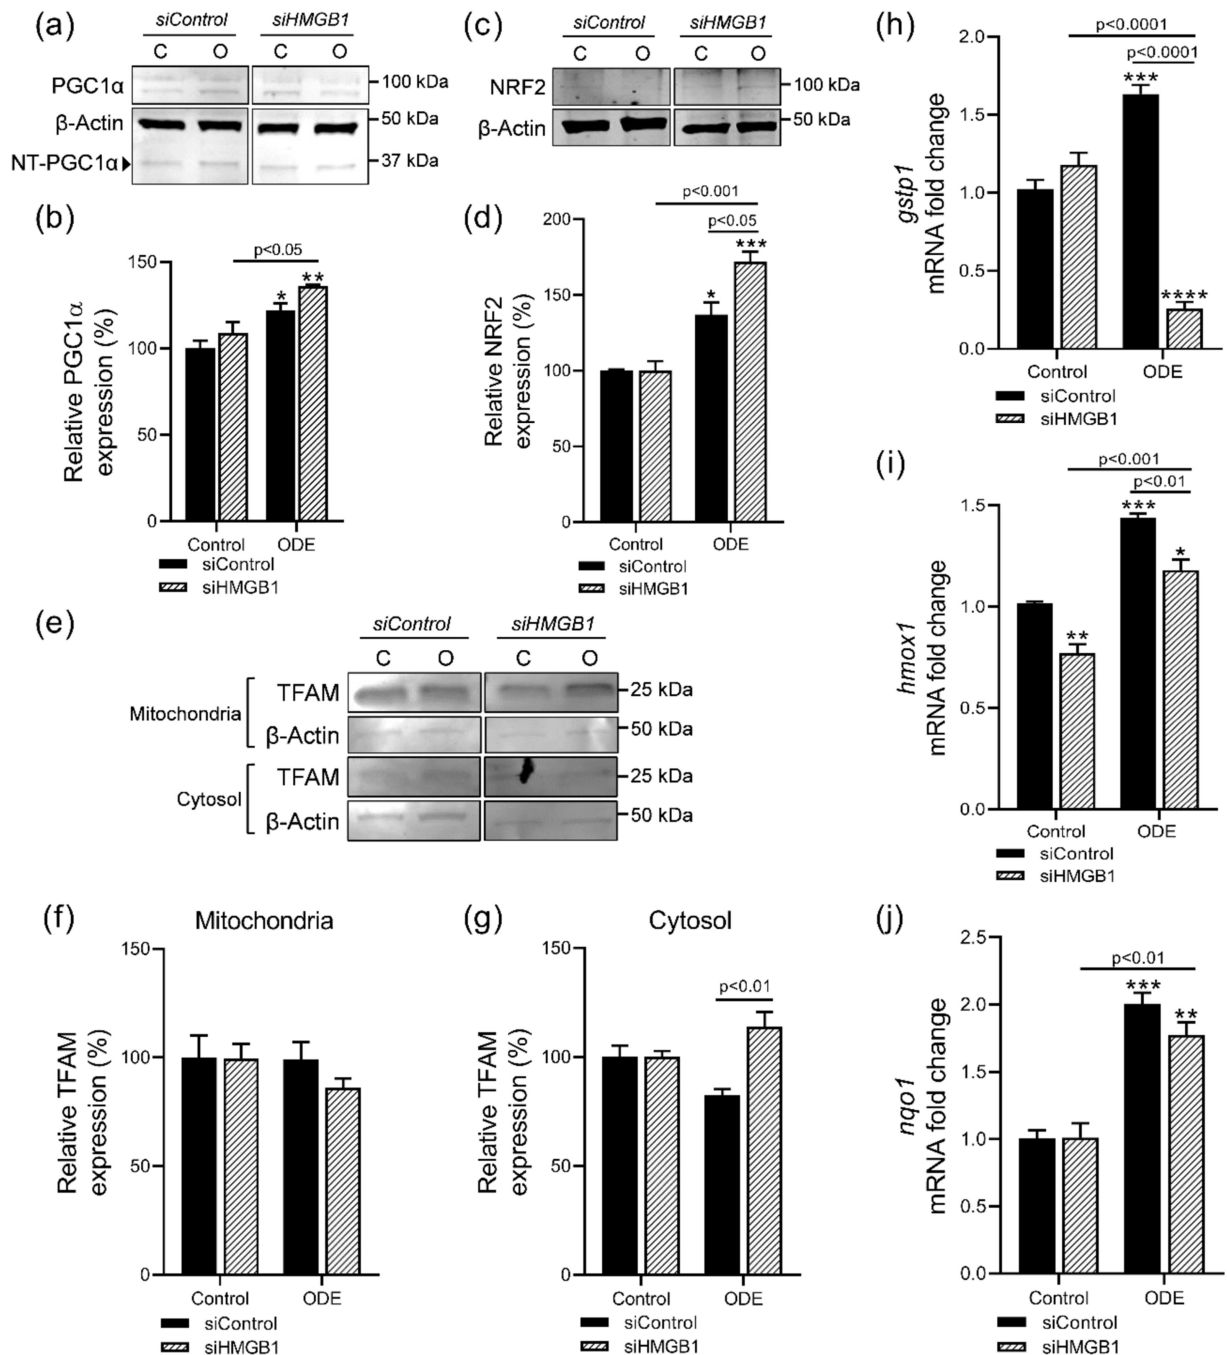 (a)
siControl siHMGB1
C O C O
PGC1α
100 kDa
β-Actin
50 kDa
NT-PGC1α
37 kDa
(b)
Relative PGC1α
expression (%)
150
100
50
0
p<0.05
*
**
Control ODE
siControl
siHMGB1
(c)
siControl siHMGB1
C O C O
NRF2
100 kDa
β-Actin
50 kDa
(d)
Relative NRF2
expression (%)
200
150
100
50
0
p<0.001
p<0.05
***
*
Control ODE
siControl
siHMGB1
(e)
siControl siHMGB1
C O C O
Mitochondria
TFAM
25 kDa
β-Actin
50 kDa
Cytosol
TFAM
25 kDa
β-Actin
50 kDa
(f)
Mitochondria
Relative TFAM
expression (%)
150
100
50
0
Control ODE
siControl
siHMGB1
(g)
Cytosol
Relative TFAM
expression (%)
150
100
50
0
p<0.01
Control ODE
siControl
siHMGB1
(h)
gstp1
mRNA fold change
2.0
1.5
1.0
0.5
0.0
p<0.0001
p<0.0001
***
****
Control ODE
siControl
siHMGB1
(i)
hmox1
mRNA fold change
1.5
1.0
0.5
0.0
p<0.001
p<0.01
***
*
**
Control ODE
siControl
siHMGB1
(j)
nqo1
mRNA fold change
2.5
2.0
1.5
1.0
0.5
0.0
p<0.01
***
**
Control ODE
siControl
siHMGB1